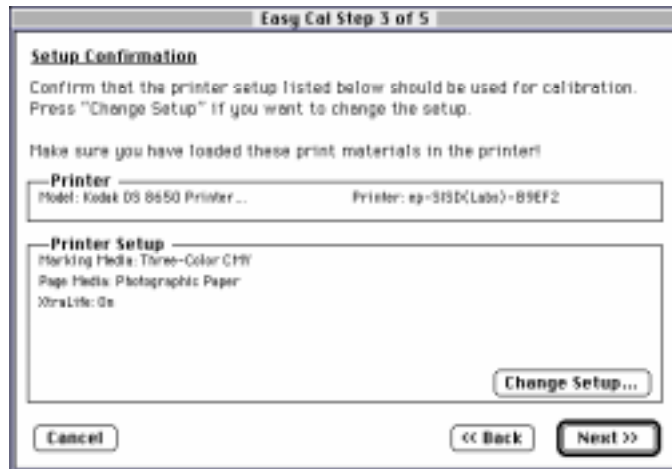 Easy Cal Step 3 of 5
Setup Confirmation
Confirm that the printer setup listed below should be used for calibration.
Press "Change Setup" if you want to change the setup.
Make sure you have loaded these print materials in the printer!
Printer
Model: Kodak DS 8650 Printer... Printer: ep-SISD(Labs)-89EF2
Printer Setup
Marking Media: Three-Color CMY
Page Media: Photographic Paper
XtraLife: On
Change Setup...
Cancel << Back Next >>